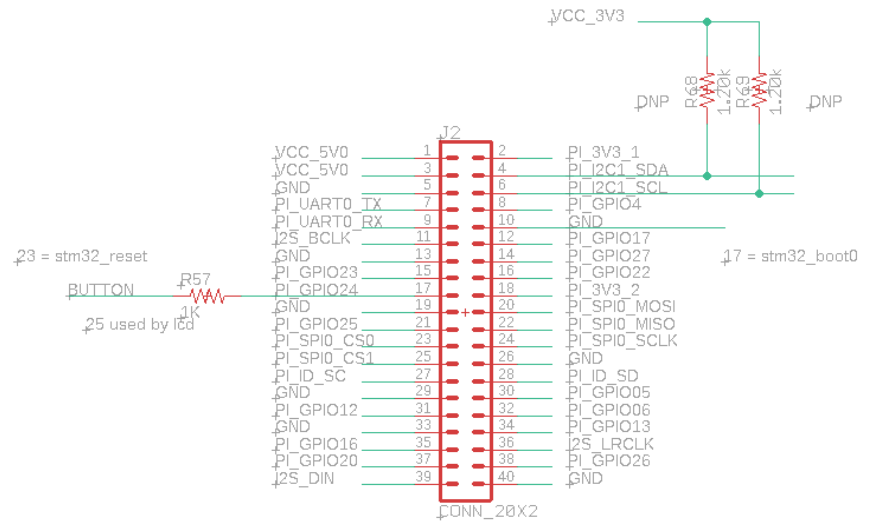 VCC_3V3
R68
1.20k
R69
1.20k
DNP
DNP
J2
VCC_5V0 1 2 PI_3V3_1
VCC_5V0 3 4 PI_I2C1_SDA
GND 5 6 PI_I2C1_SCL
PI_UART0_TX 7 8 PI_GPIO4
PI_UART0_RX 9 10 GND
I2S_BCLK 11 12 PI_GPIO17
GND 13 14 PI_GPIO27
PI_GPIO23 15 16 PI_GPIO22
PI_GPIO24 17 18 PI_3V3_2
GND 19 20 PI_SPI0_MOSI
PI_GPIO25 21 22 PI_SPI0_MISO
PI_SPI0_CS0 23 24 PI_SPI0_SCLK
PI_SPI0_CS1 25 26 GND
PI_ID_SC 27 28 PI_ID_SD
GND 29 30 PI_GPIO05
PI_GPIO12 31 32 PI_GPIO06
GND 33 34 PI_GPIO13
PI_GPIO16 35 36 I2S_LRCLK
PI_GPIO20 37 38 PI_GPIO26
I2S_DIN 39 40 GND
CONN_20X2
23 = stm32_reset
17 = stm32_boot0
BUTTON
R57
1K
25 used by lcd